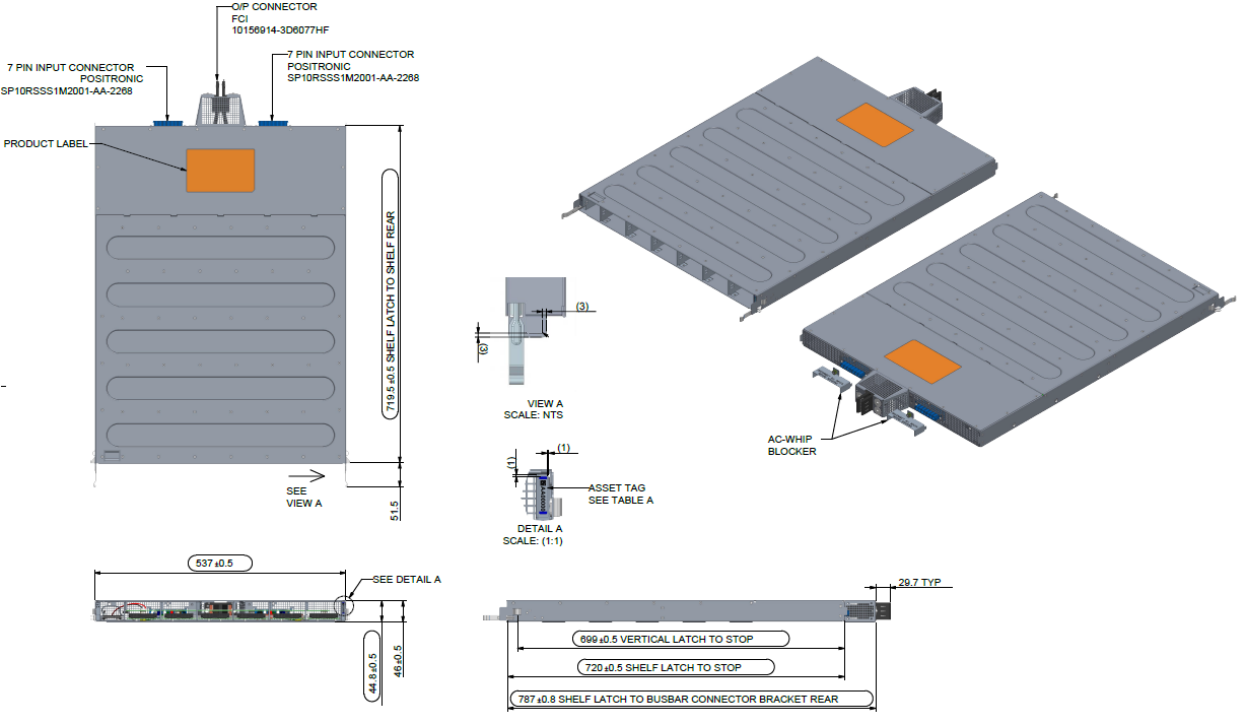 O/P CONNECTOR
FCI
10156914-3D6077HF
7 PIN INPUT CONNECTOR
POSITRONIC
SP10RSSS1M2001-AA-2268
7 PIN INPUT CONNECTOR
POSITRONIC
SP10RSSS1M2001-AA-2268
PRODUCT LABEL
719.5±0.5 SHELF LATCH TO SHELF REAR
51.5
SEE
VIEW A
(3)
(3)
VIEW A
SCALE: NTS
(1)
(1)
ASSET TAG
SEE TABLE A
DETAIL A
SCALE: (1:1)
AC-WHIP
BLOCKER
537±0.5
SEE DETAIL A
44.8±0.5
46±0.5
29.7 TYP
699±0.5 VERTICAL LATCH TO STOP
720±0.5 SHELF LATCH TO STOP
787±0.8 SHELF LATCH TO BUSBAR CONNECTOR BRACKET REAR